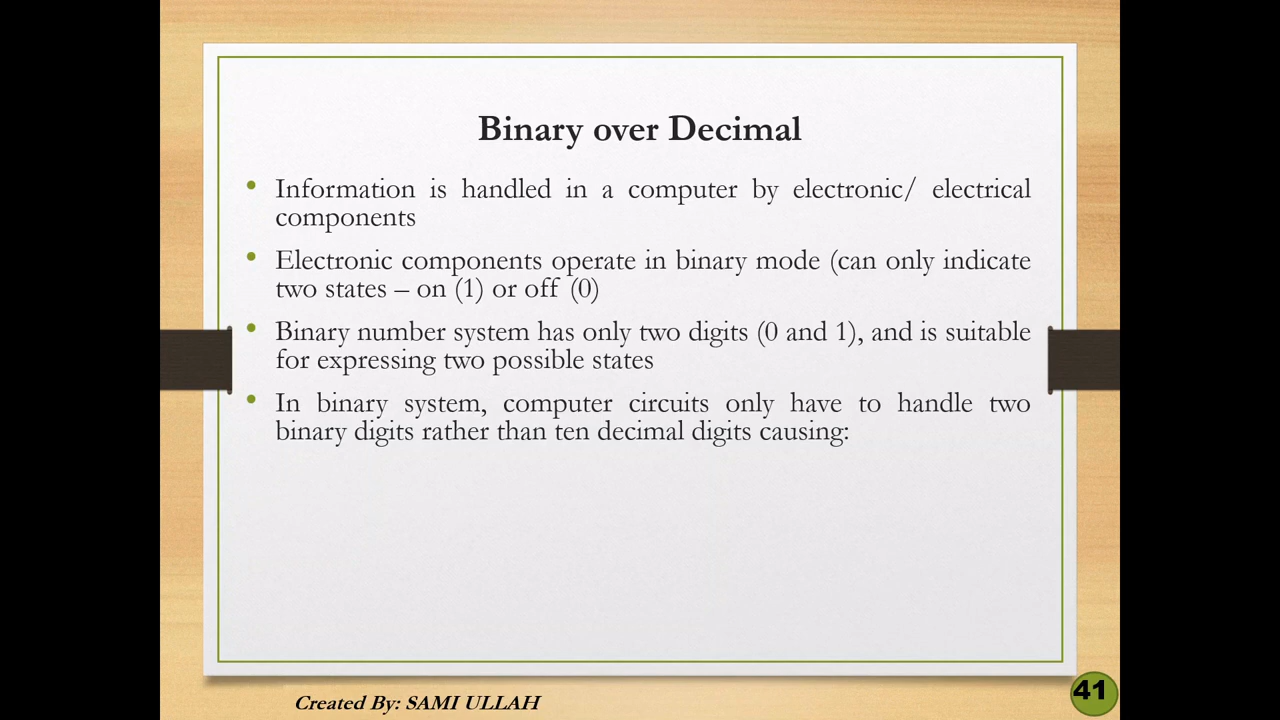 Binary over Decimal
• Information is handled in a computer by electronic/ electrical
components
• Electronic components operate in binary mode (can only indicate
two states – on (1) or off (0)
• Binary number system has only two digits (0 and 1), and is suitable
for expressing two possible states
• In binary system, computer circuits only have to handle two
binary digits rather than ten decimal digits causing:
Created By: SAMI ULLAH
41